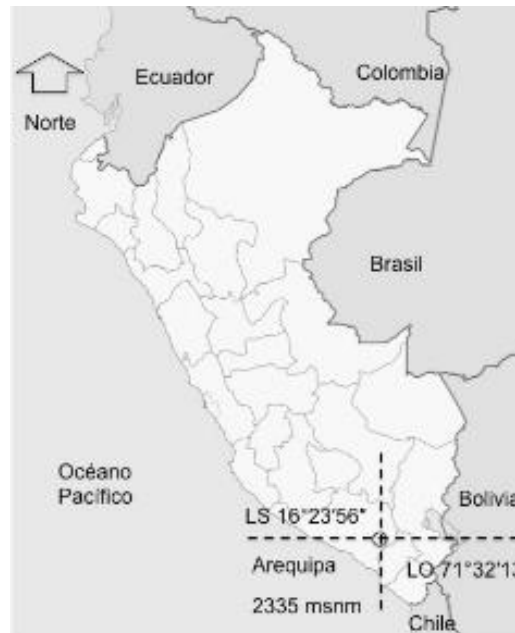 Ecuador
Colombia
Norte
Brasil
Océano
Pacífico
Bolivia
LS 16°23'56"
Arequipa
LO 71°32'13
2335 msnm
Chile